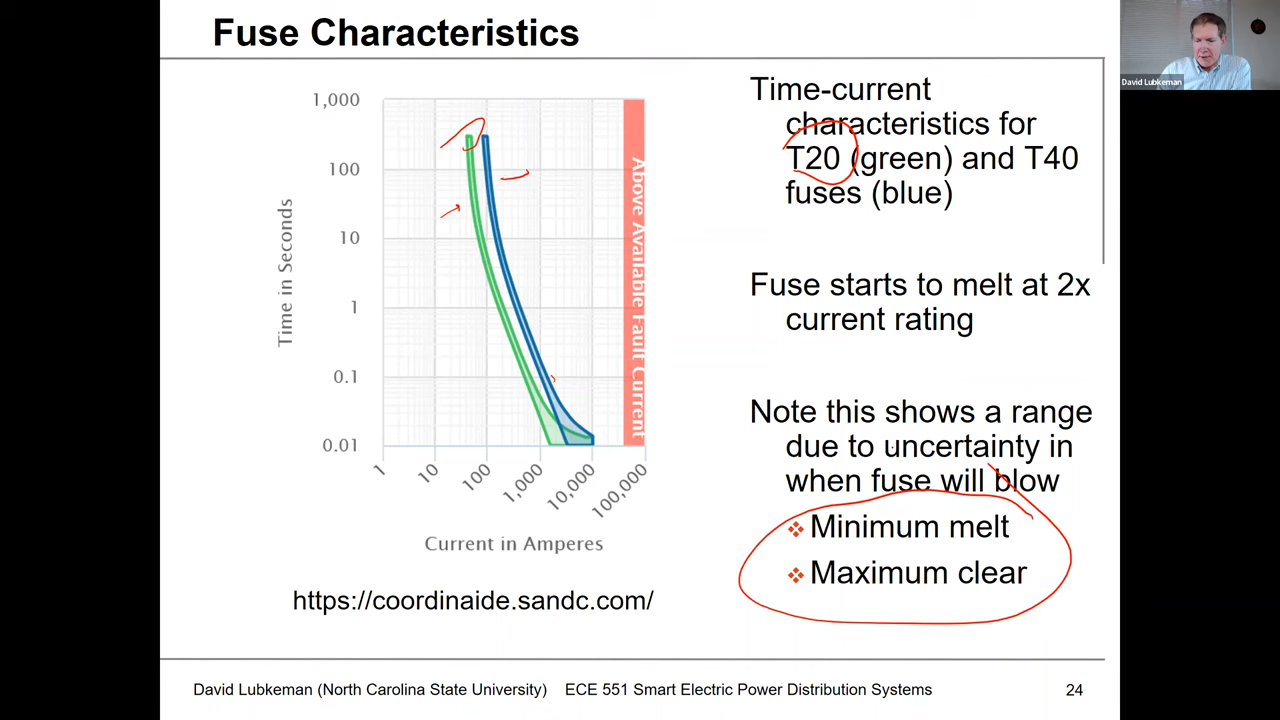 Fuse Characteristics
David Lubkeman
Time-current
characteristics for
T20 (green) and T40
fuses (blue)
Fuse starts to melt at 2x
current rating
Note this shows a range
due to uncertainty in
when fuse will blow
❖ Minimum melt
❖ Maximum clear
1,000
100
10
1
0.1
0.01
Time in Seconds
Above Available Fault Current
1
10
100
1,000
10,000
100,000
Current in Amperes
https://coordinaide.sandc.com/
David Lubkeman (North Carolina State University) ECE 551 Smart Electric Power Distribution Systems 24